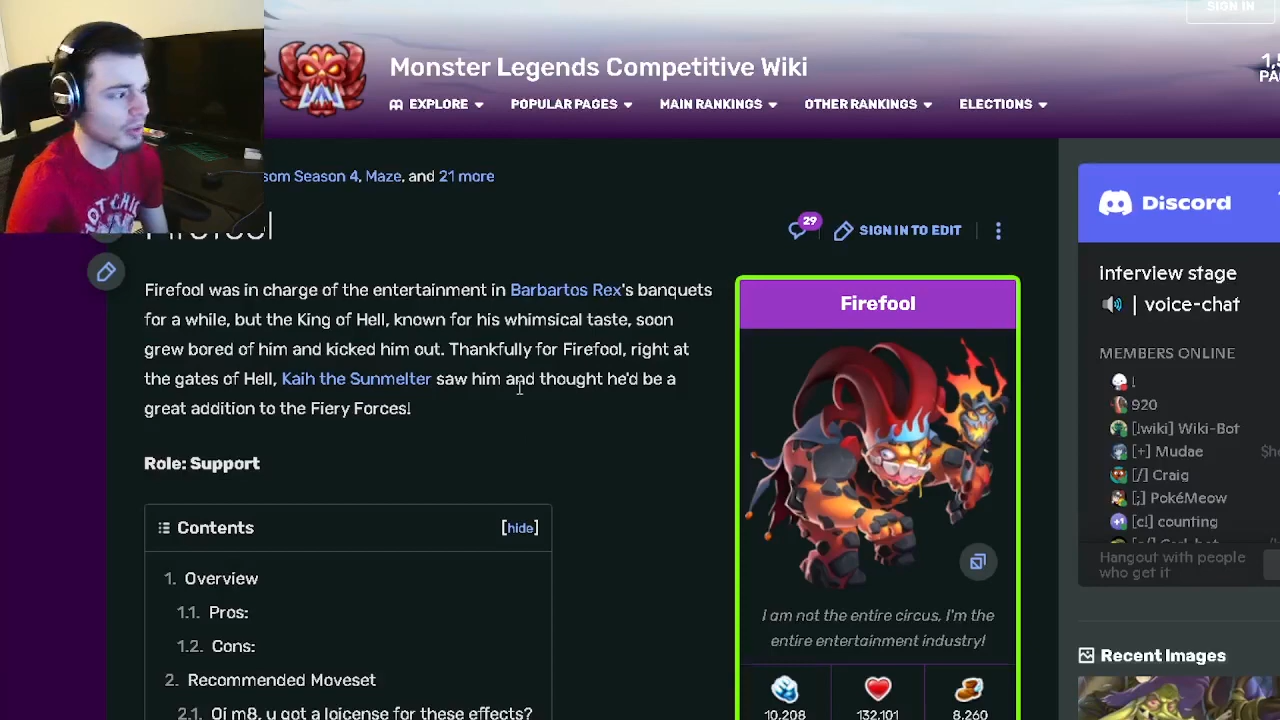 SIGN IN
Monster Legends Competitive Wiki
EXPLORE
POPULAR PAGES
MAIN RANKINGS
OTHER RANKINGS
ELECTIONS
Season 4, Maze, and 21 more
29
SIGN IN TO EDIT
Firefool was in charge of the entertainment in Barbartos Rex's banquets
for a while, but the King of Hell, known for his whimsical taste, soon
grew bored of him and kicked him out. Thankfully for Firefool, right at
the gates of Hell, Kaih the Sunmelter saw him and thought he'd be a
great addition to the Fiery Forces!
Role: Support
Contents [hide]
1. Overview
1.1. Pros:
1.2. Cons:
2. Recommended Moveset
2.1. Oi m8, u got a loicense for these effects?
Firefool
I am not the entire circus, I'm the
entire entertainment industry!
10,208
132,101
8,260
Discord
interview stage
| voice-chat
MEMBERS ONLINE
!
920
[.!wiki] Wiki-Bot
[+] Mudae
[/] Craig
[;] PokéMeow
[c!] counting
Hangout with people
who get it
Recent Images